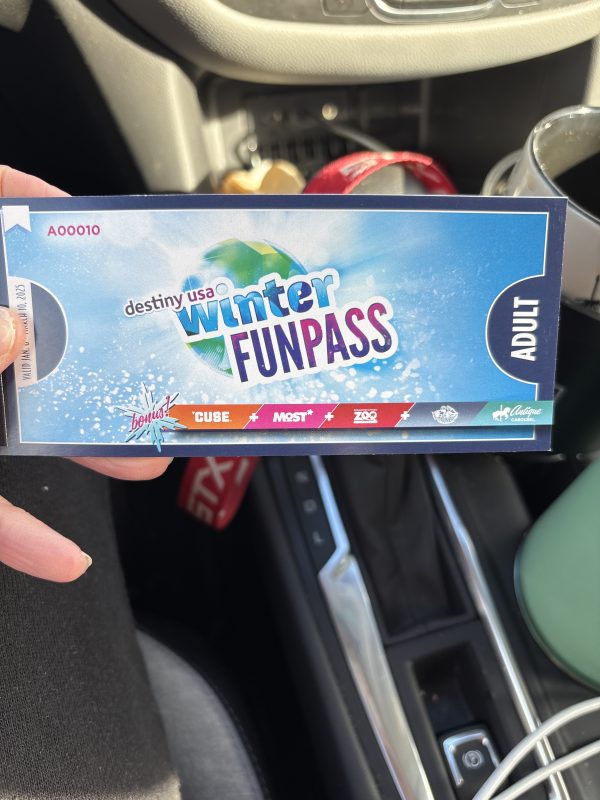 A00010
destiny usa
winter
FUNPASS
ADULT
bonus! 'CUSE + MOST* + ZOO + + Antique
CAROUSEL